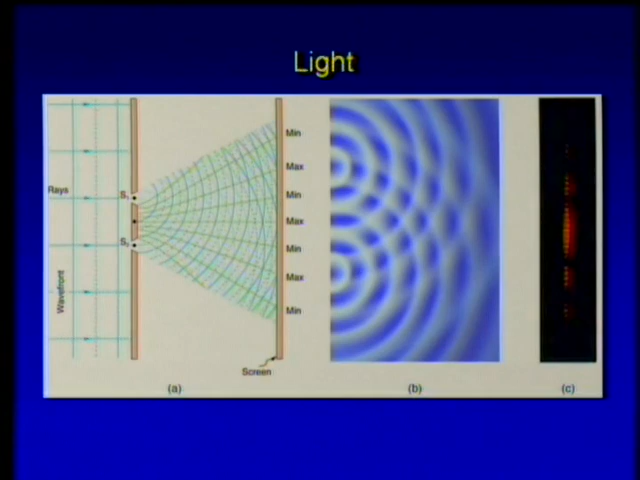 Light
Min
Max
Rays
S1
Min
Max
S2
Min
Max
Wavefront
Min
Screen
(a)
(b)
(c)